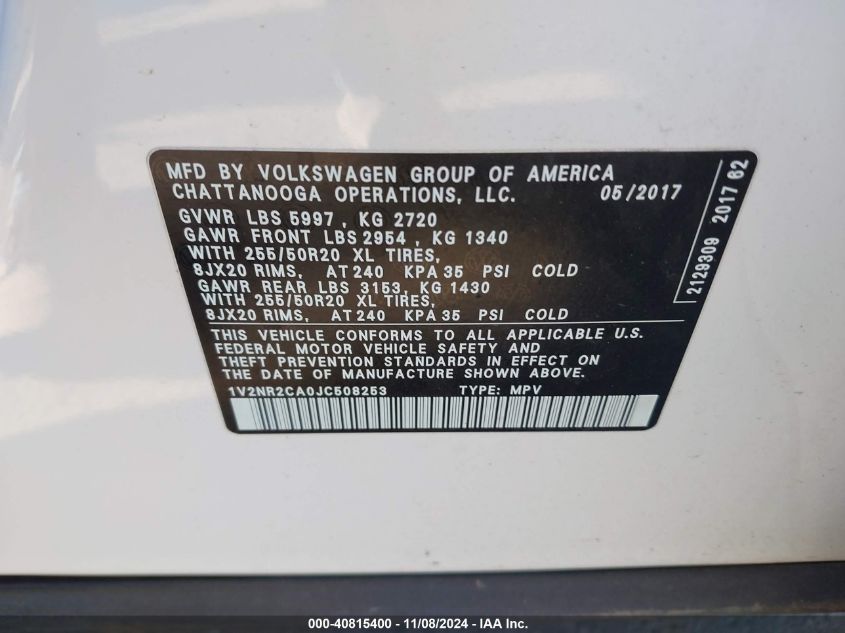 MFD BY VOLKSWAGEN GROUP OF AMERICA
CHATTANOOGA OPERATIONS, LLC. 05/2017
GVWR LBS 5997, KG 2720
GAWR FRONT LBS 2954 , KG 1340
WITH 255/50R20 XL TIRES,
8JX20 RIMS, AT 240 KPA 35 PSI COLD
GAWR REAR LBS 3153, KG 1430
WITH 255/50R20 XL TIRES,
8JX20 RIMS, AT 240 KPA 35 PSI COLD
THIS VEHICLE CONFORMS TO ALL APPLICABLE U.S.
FEDERAL MOTOR VEHICLE SAFETY AND
THEFT PREVENTION STANDARDS IN EFFECT ON
THE DATE OF MANUFACTURE SHOWN ABOVE.
1V2NR2CA0JC508253 TYPE: MPV
2129309 2017 62
000-40815400 - 11/08/2024 - IAA Inc.